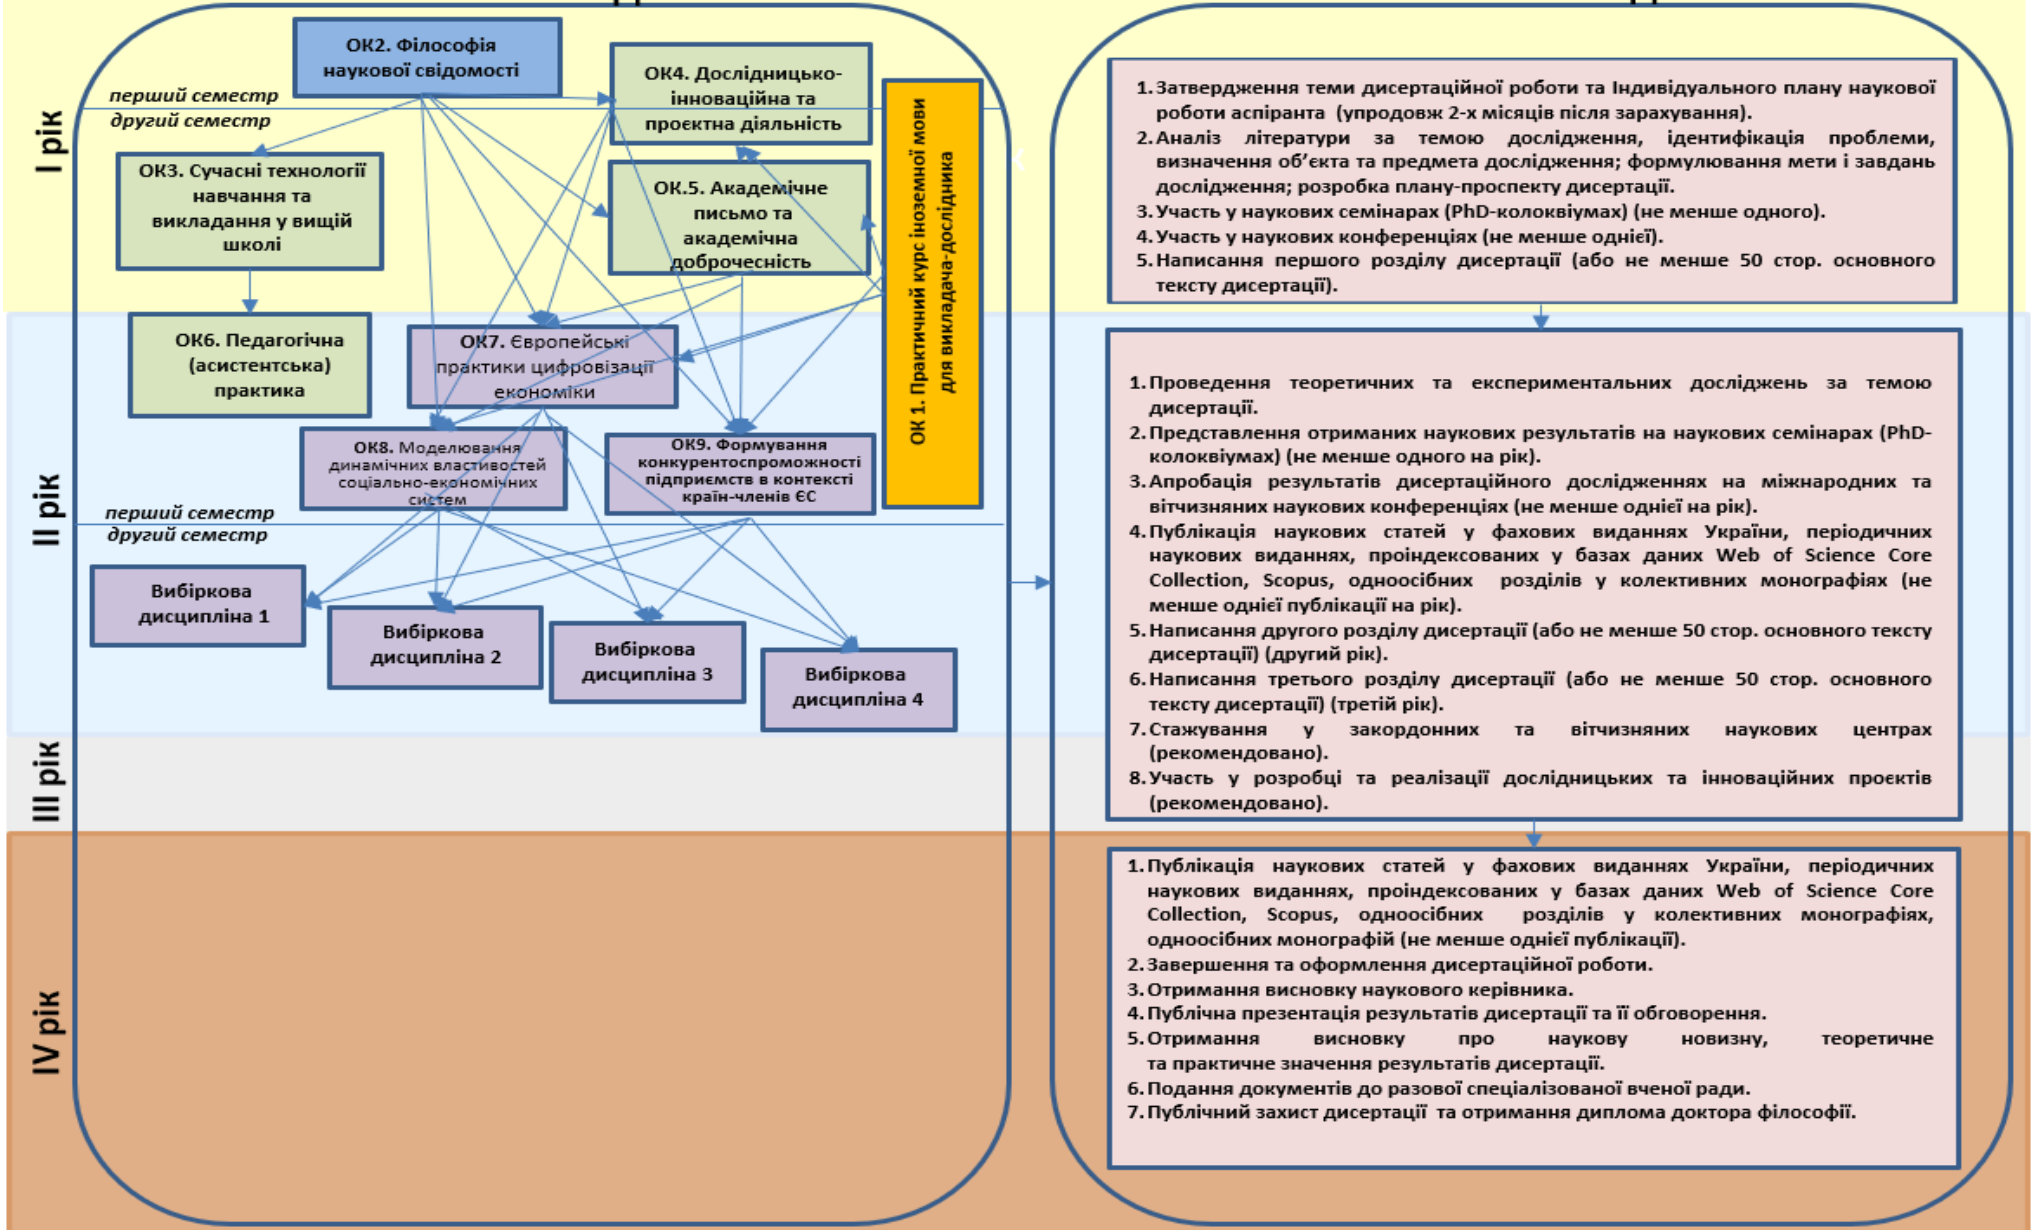 І рік
ОК2. Філософія
наукової свідомості
перший семестр
другий семестр
ОК4. Дослідницько-
інноваційна та
проєктна діяльність
ОК3. Сучасні технології
навчання та
викладання у вищій
школі
ОК.5. Академічне
письмо та
академічна
доброчесність
ОК 1. Практичний курс іноземної мови
для викладача-дослідника
ІІ рік
ОК6. Педагогічна
(асистентська)
практика
ОК7. Європейські
практики цифровізації
економіки
ОК8. Моделювання
динамічних властивостей
соціально-економічних
систем
ОК9. Формування
конкурентоспроможності
підприємств в контексті
країн-членів ЄС
перший семестр
другий семестр
Вибіркова
дисципліна 1
Вибіркова
дисципліна 2
Вибіркова
дисципліна 3
Вибіркова
дисципліна 4
ІІІ рік
IV рік
1. Затвердження теми дисертаційної роботи та Індивідуального плану наукової
роботи аспіранта (упродовж 2-х місяців після зарахування).
2. Аналіз літератури за темою дослідження, ідентифікація проблеми,
визначення об’єкта та предмета дослідження; формулювання мети і завдань
дослідження; розробка плану-проспекту дисертації.
3. Участь у наукових семінарах (PhD-колоквіумах) (не менше одного).
4. Участь у наукових конференціях (не менше однієї).
5. Написання першого розділу дисертації (або не менше 50 стор. основного
тексту дисертації).
1. Проведення теоретичних та експериментальних досліджень за темою
дисертації.
2. Представлення отриманих наукових результатів на наукових семінарах (PhD-
колоквіумах) (не менше одного на рік).
3. Апробація результатів дисертаційного дослідженнях на міжнародних та
вітчизняних наукових конференціях (не менше однієї на рік).
4. Публікація наукових статей у фахових виданнях України, періодичних
наукових виданнях, проіндексованих у базах даних Web of Science Core
Collection, Scopus, одноосібних розділів у колективних монографіях (не
менше однієї публікації на рік).
5. Написання другого розділу дисертації (або не менше 50 стор. основного тексту
дисертації) (другий рік).
6. Написання третього розділу дисертації (або не менше 50 стор. основного
тексту дисертації) (третій рік).
7. Стажування у закордонних та вітчизняних наукових центрах
(рекомендовано).
8. Участь у розробці та реалізації дослідницьких та інноваційних проєктів
(рекомендовано).
1. Публікація наукових статей у фахових виданнях України, періодичних
наукових виданнях, проіндексованих у базах даних Web of Science Core
Collection, Scopus, одноосібних розділів у колективних монографіях,
одноосібних монографій (не менше однієї публікації).
2. Завершення та оформлення дисертаційної роботи.
3. Отримання висновку наукового керівника.
4. Публічна презентація результатів дисертації та її обговорення.
5. Отримання висновку про наукову новизну, теоретичне
та практичне значення результатів дисертації.
6. Подання документів до разової спеціалізованої вченої ради.
7. Публічний захист дисертації та отримання диплома доктора філософії.